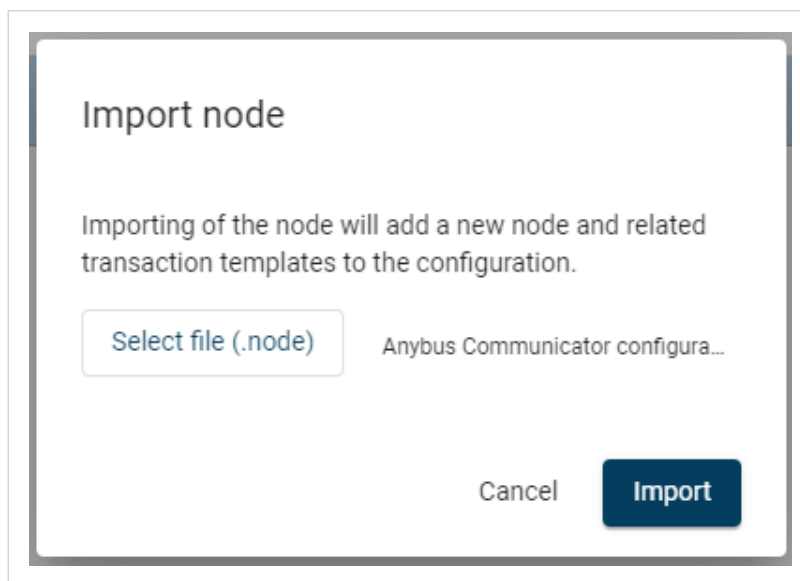 Import node
Importing of the node will add a new node and related
transaction templates to the configuration.
Select file (.node) Anybus Communicator configura...
Cancel Import